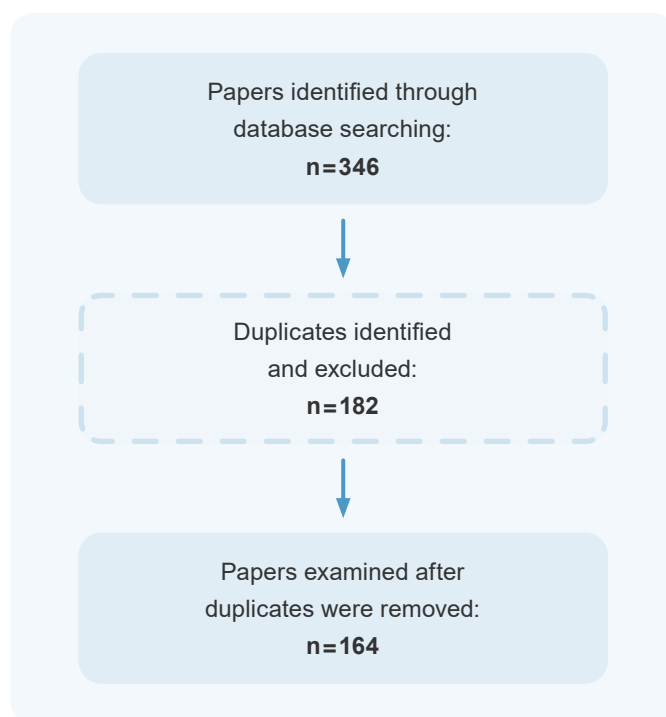 Papers identified through
database searching:
n=346
Duplicates identified
and excluded:
n=182
Papers examined after
duplicates were removed:
n=164